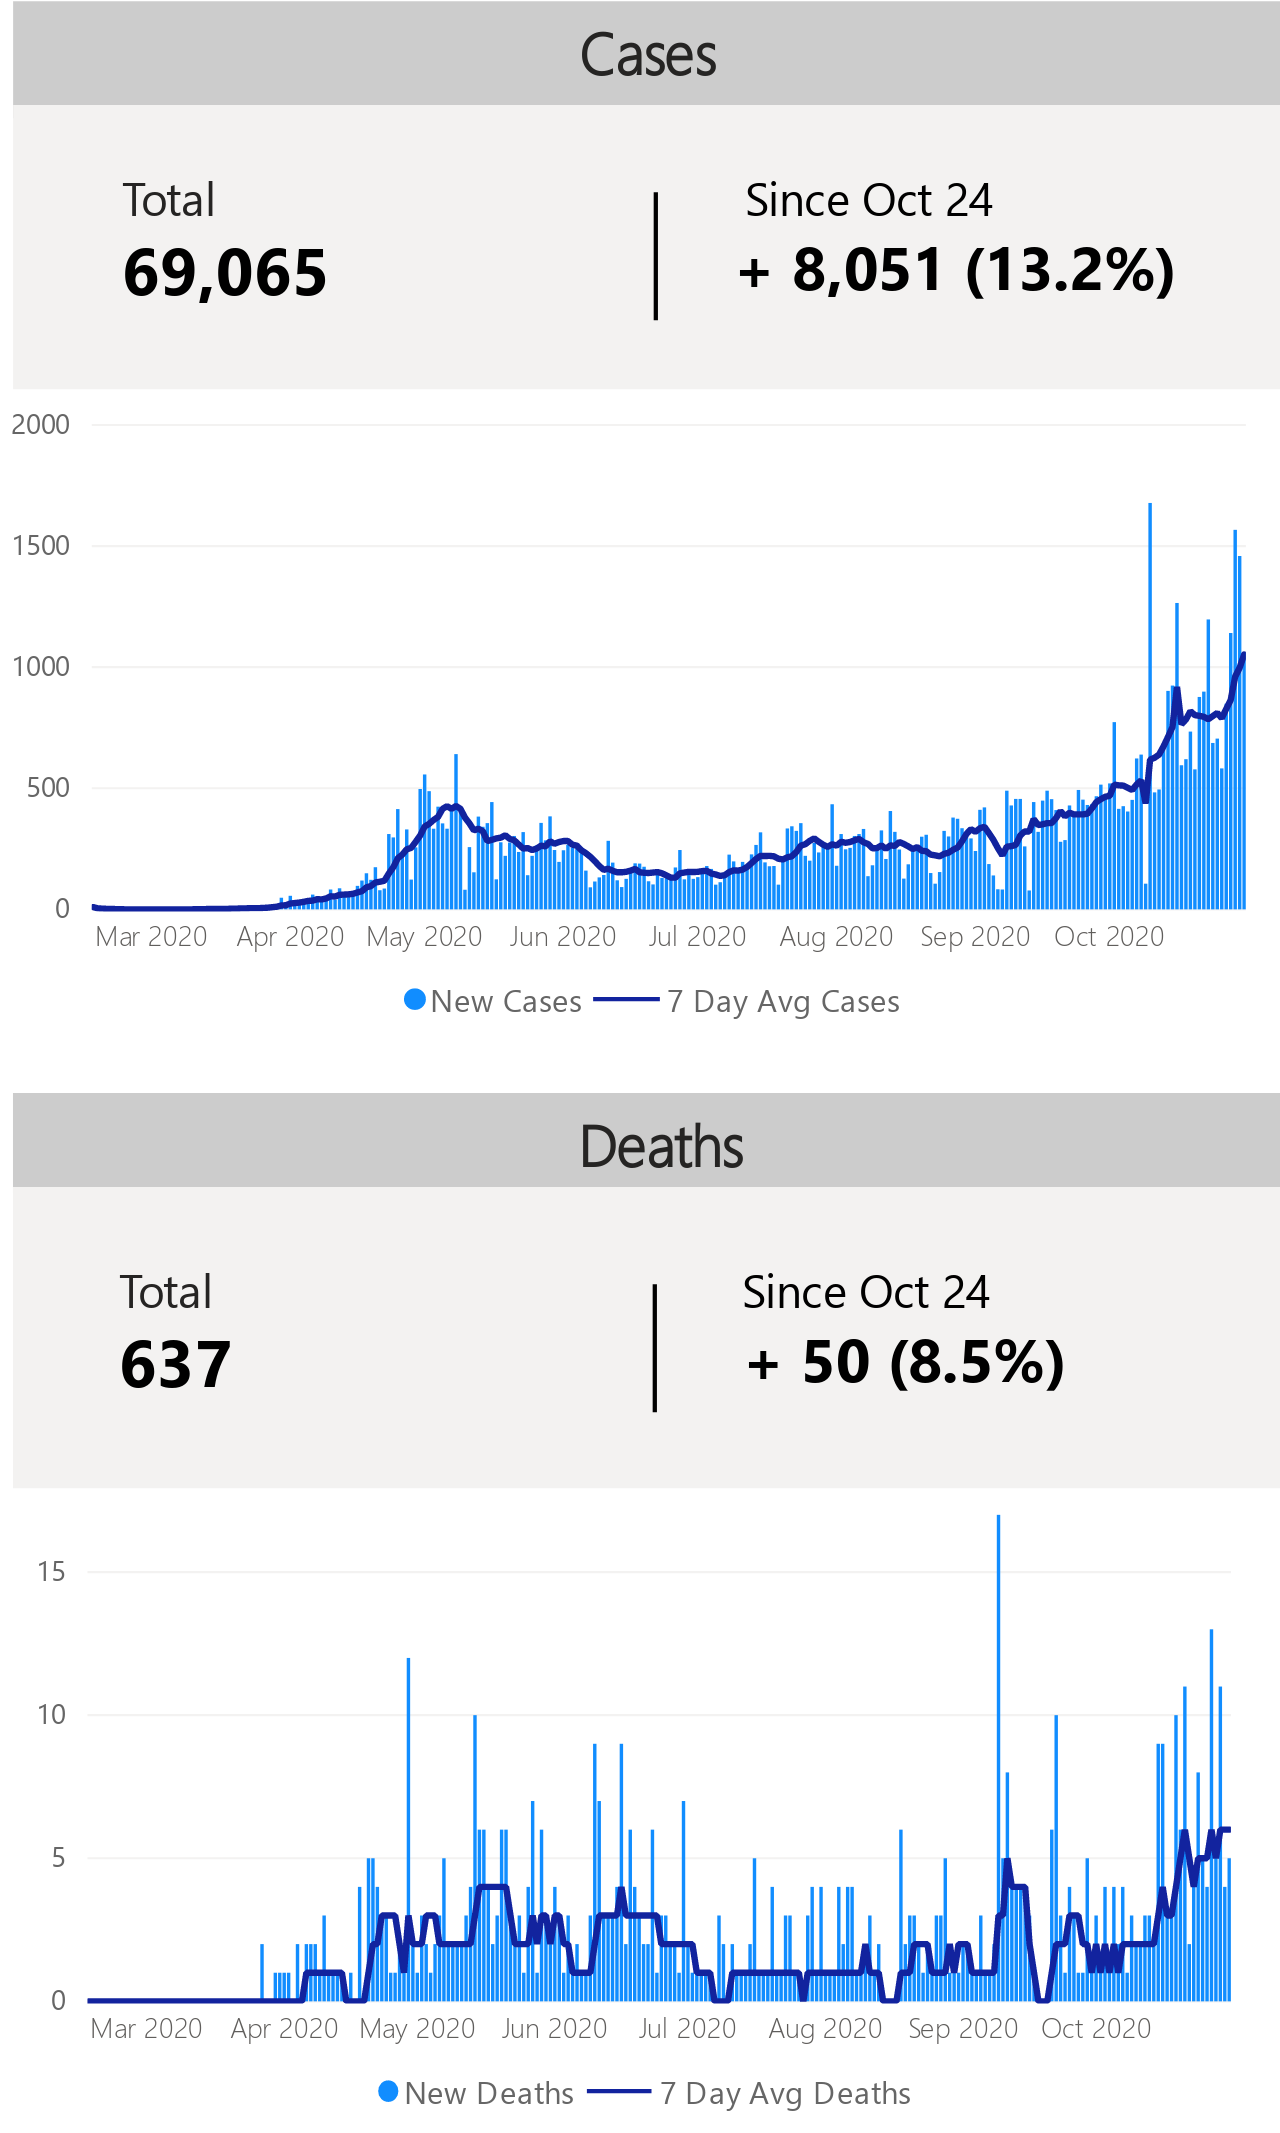 Cases
Total
Since Oct 24
69,065
+ 8,051 (13.2%)
2000
1500
1000
500
0
Mar 2020 Apr 2020 May 2020 Jun 2020 Jul 2020 Aug 2020 Sep 2020 Oct 2020
New Cases 7 Day Avg Cases
Deaths
Total
Since Oct 24
637
+ 50 (8.5%)
15
10
5
0
Mar 2020 Apr 2020 May 2020 Jun 2020 Jul 2020 Aug 2020 Sep 2020 Oct 2020
New Deaths 7 Day Avg Deaths